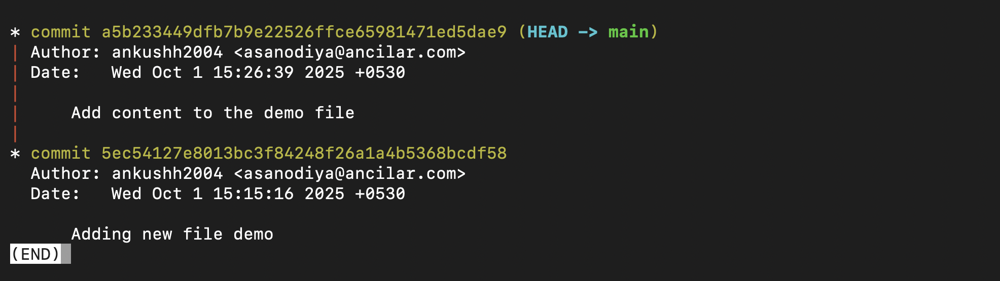 * commit a5b233449dfb7b9e22526ffce65981471ed5dae9 (HEAD -> main)
| Author: ankushh2004 <asanodiya@ancilar.com>
| Date:   Wed Oct 1 15:26:39 2025 +0530
|
|     Add content to the demo file
|
* commit 5ec54127e8013bc3f84248f26a1a4b5368bcdf58
  Author: ankushh2004 <asanodiya@ancilar.com>
  Date:   Wed Oct 1 15:15:16 2025 +0530

      Adding new file demo
(END)